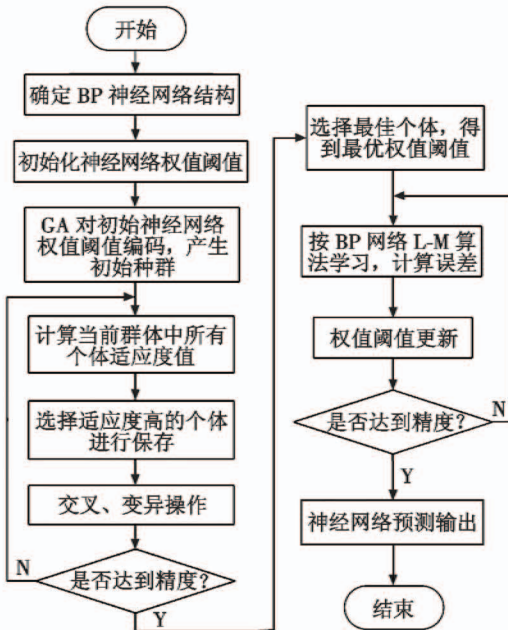 开始
确定 BP 神经网络结构
初始化神经网络权值阈值
GA 对初始神经网络
权值阈值编码，产生
初始种群
计算当前群体中所有
个体适应度值
选择适应度高的个体
进行保存
交叉、变异操作
是否达到精度？
N
Y
选择最佳个体，得
到最优权值阈值
按 BP 网络 L-M 算
法学习，计算误差
权值阈值更新
是否达到精度？
N
Y
神经网络预测输出
结束